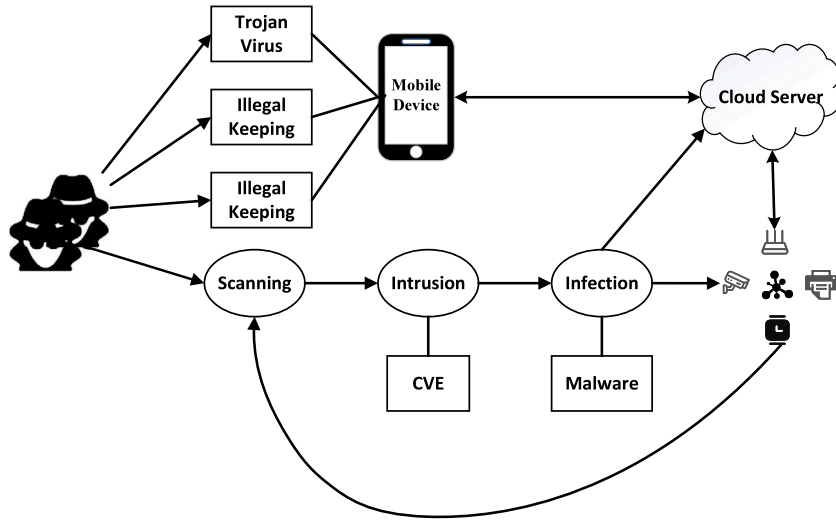 Trojan
Virus
Illegal
Keeping
Illegal
Keeping
Mobile
Device
Cloud Server
Scanning
Intrusion
Infection
CVE
Malware